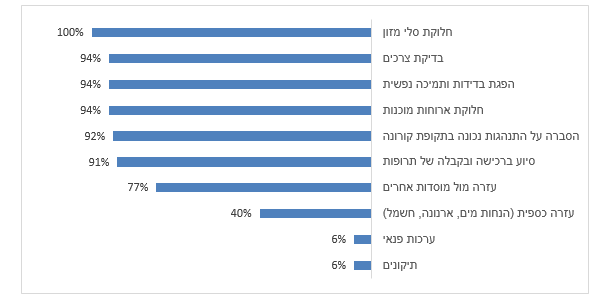 חלוקת סלי מזון 100%
בדיקת צרכים 94%
הפגת בדידות ותמיכה נפשית 94%
חלוקת ארוחות מוכנות 94%
הסברה על התנהגות נכונה בתקופת קורונה 92%
סיוע ברכישה ובקבלה של תרופות 91%
עזרה מול מוסדות אחרים 77%
עזרה כספית (הנחות מים, ארנונה, חשמל) 40%
ערכות פנאי 6%
תיקונים 6%